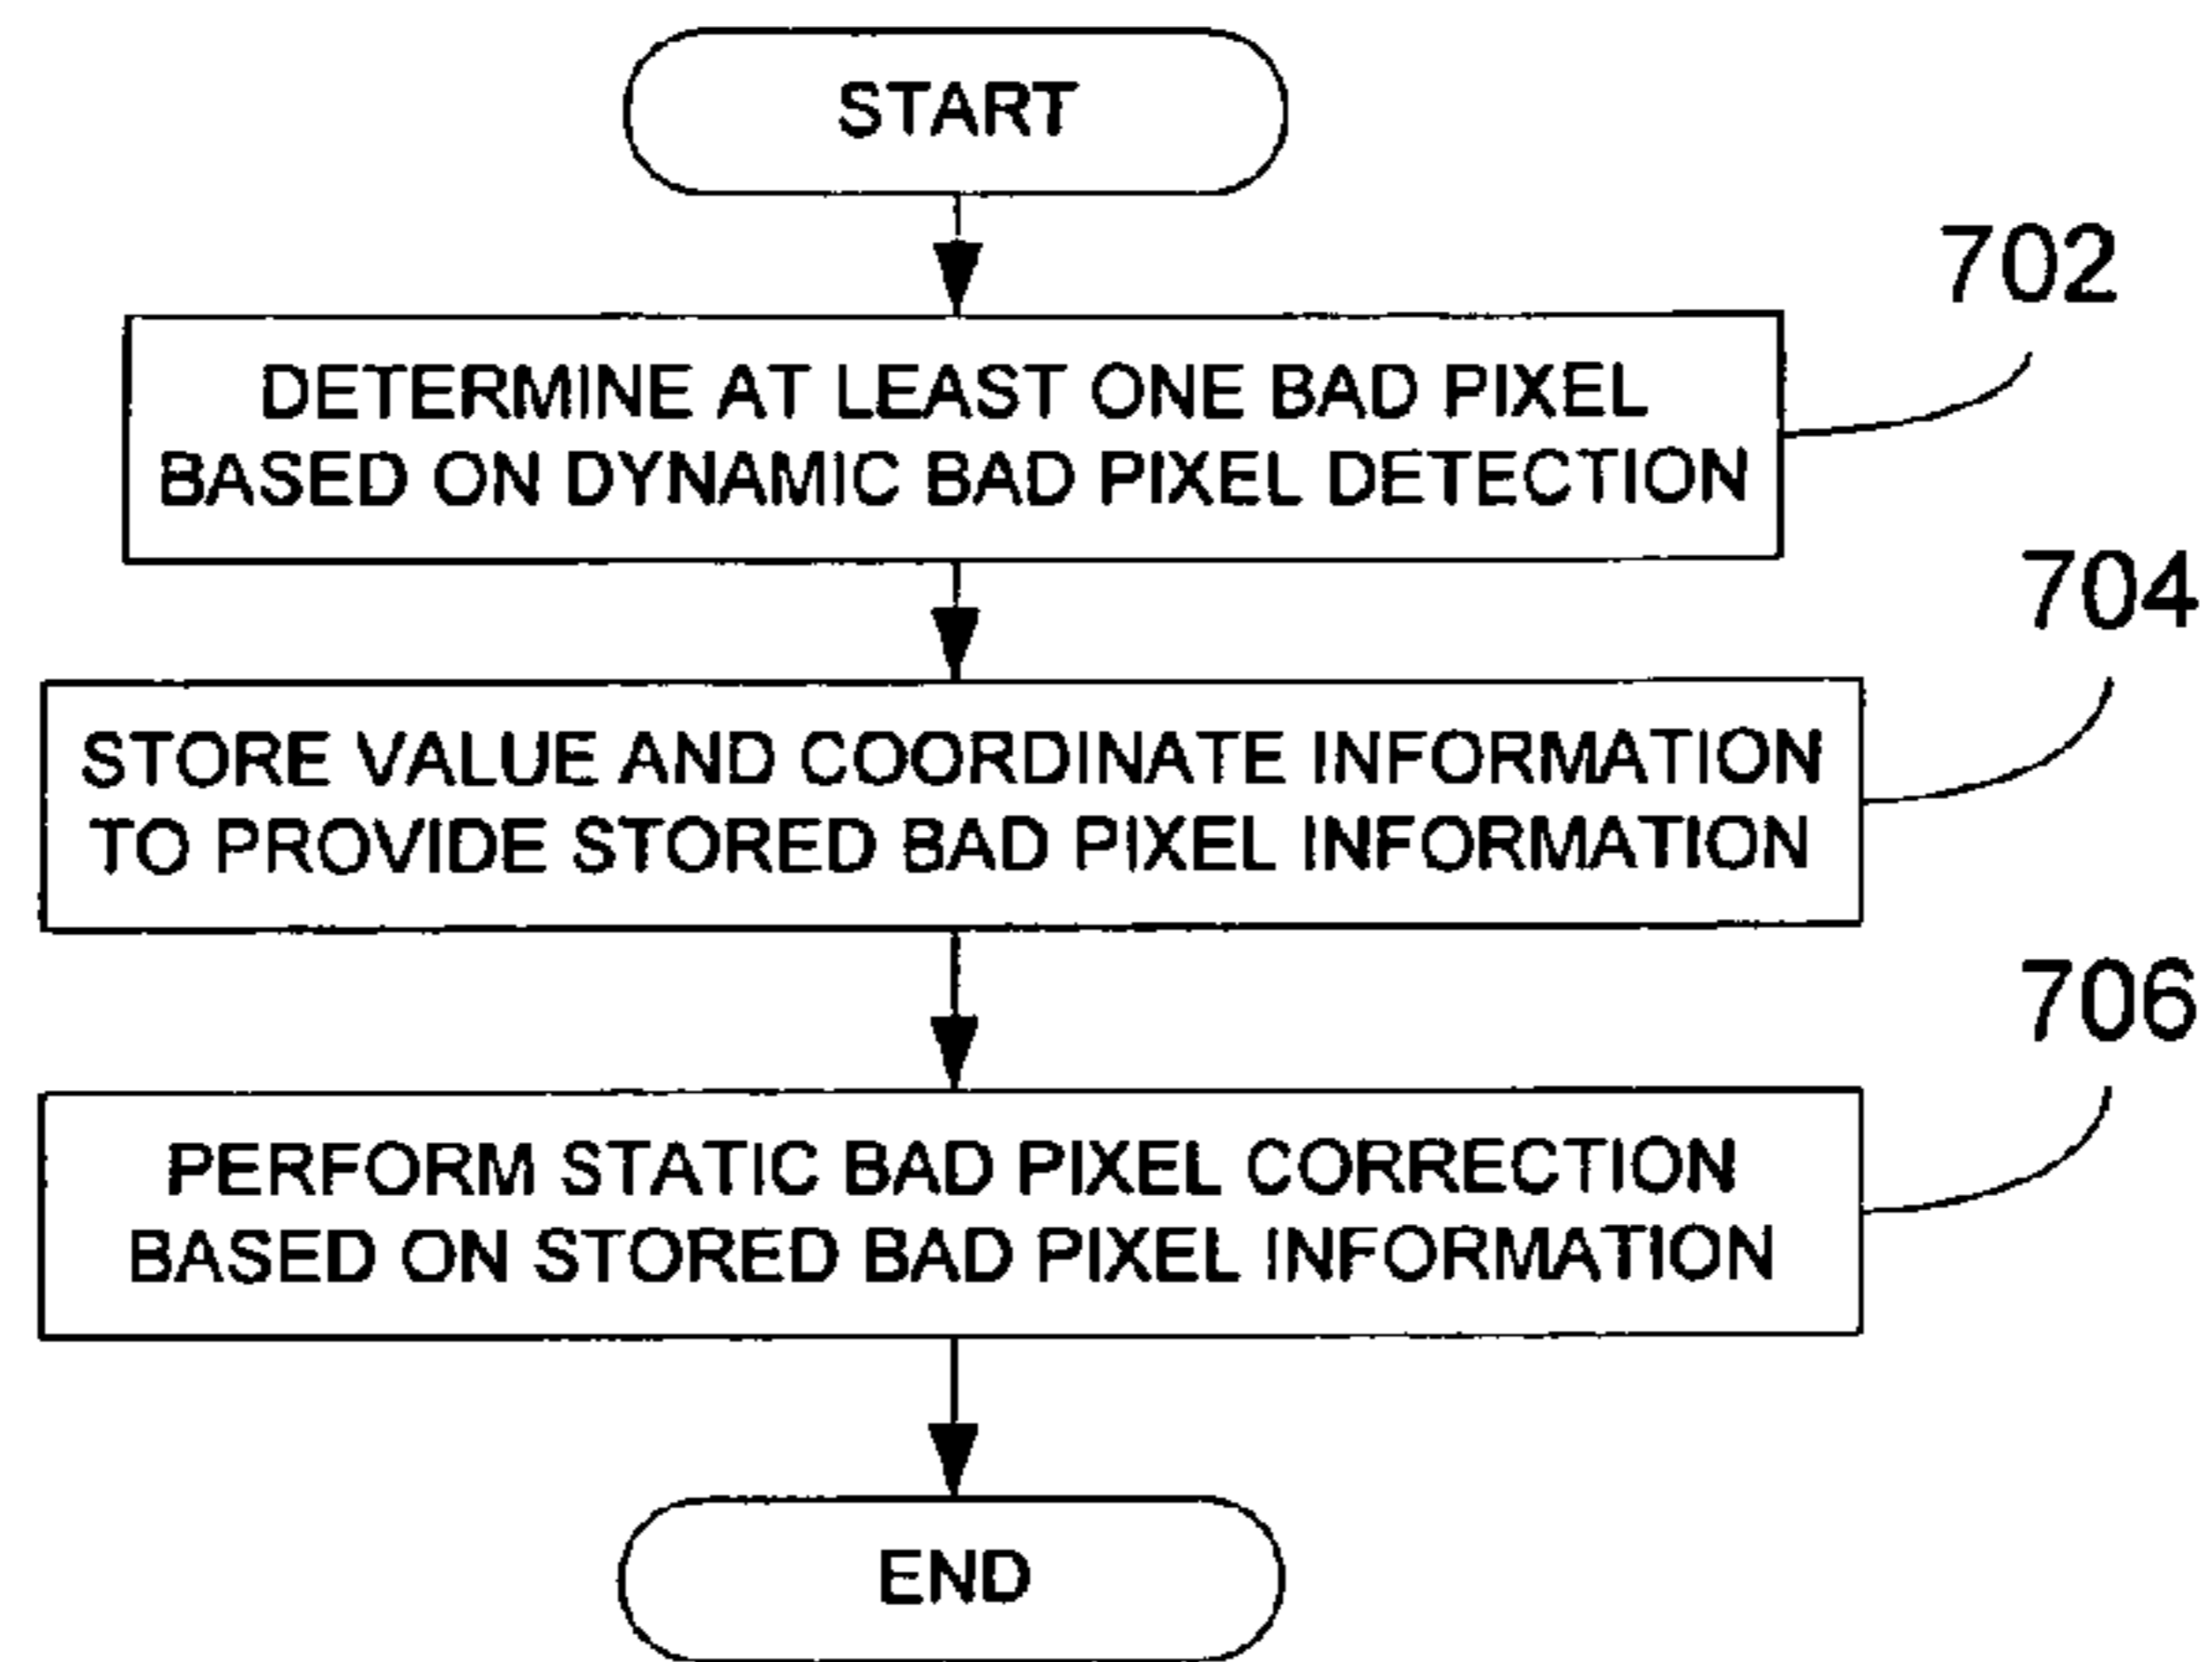 START
702
DETERMINE AT LEAST ONE BAD PIXEL
BASED ON DYNAMIC BAD PIXEL DETECTION
704
STORE VALUE AND COORDINATE INFORMATION
TO PROVIDE STORED BAD PIXEL INFORMATION
706
PERFORM STATIC BAD PIXEL CORRECTION
BASED ON STORED BAD PIXEL INFORMATION
END